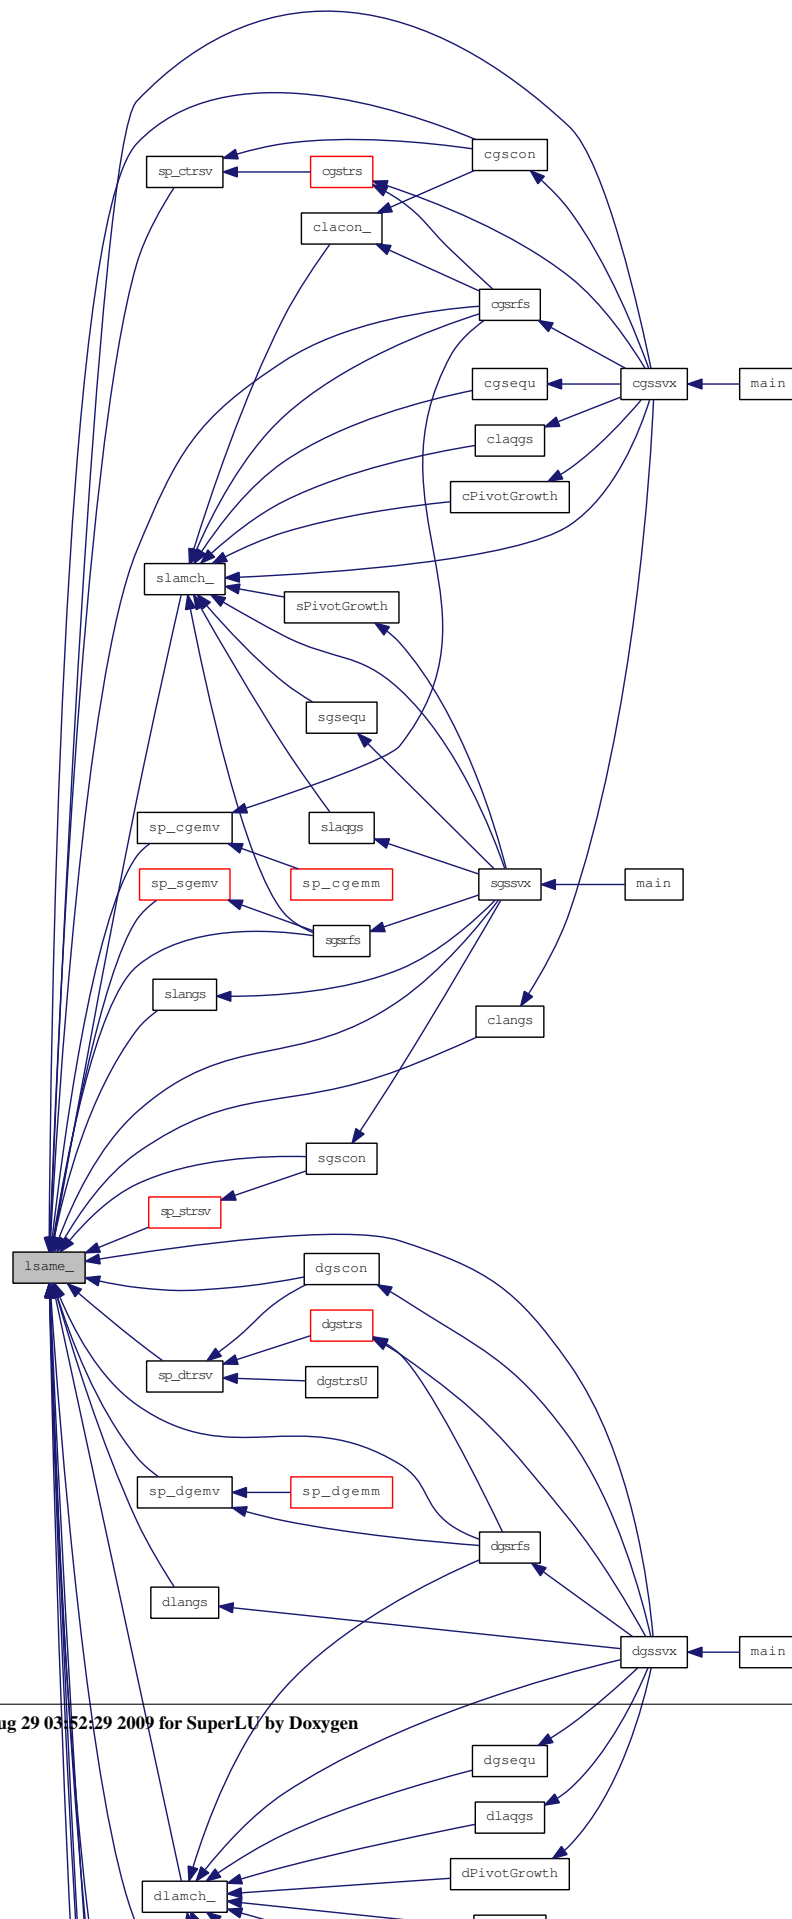 cgscon
sp_ctrsv
cgstrs
clacon_
cgsrfs
cgsequ
cgssvx
main
claqgs
cPivotGrowth
slamch_
sPivotGrowth
sgsequ
sp_cgemv
slaqgs
sp_sgemv
sp_cgemm
sgssvx
main
sgsrfs
slangs
clangs
sgscon
sp_strsv
lsame_
dgscon
dgstrs
sp_dtrsv
dgstrsU
sp_dgemv
sp_dgemm
dgsrfs
dlangs
dgssvx
main
ug 29 03:52:29 2009 for SuperLU by Doxygen
dgsequ
dlaqgs
dPivotGrowth
dlamch_